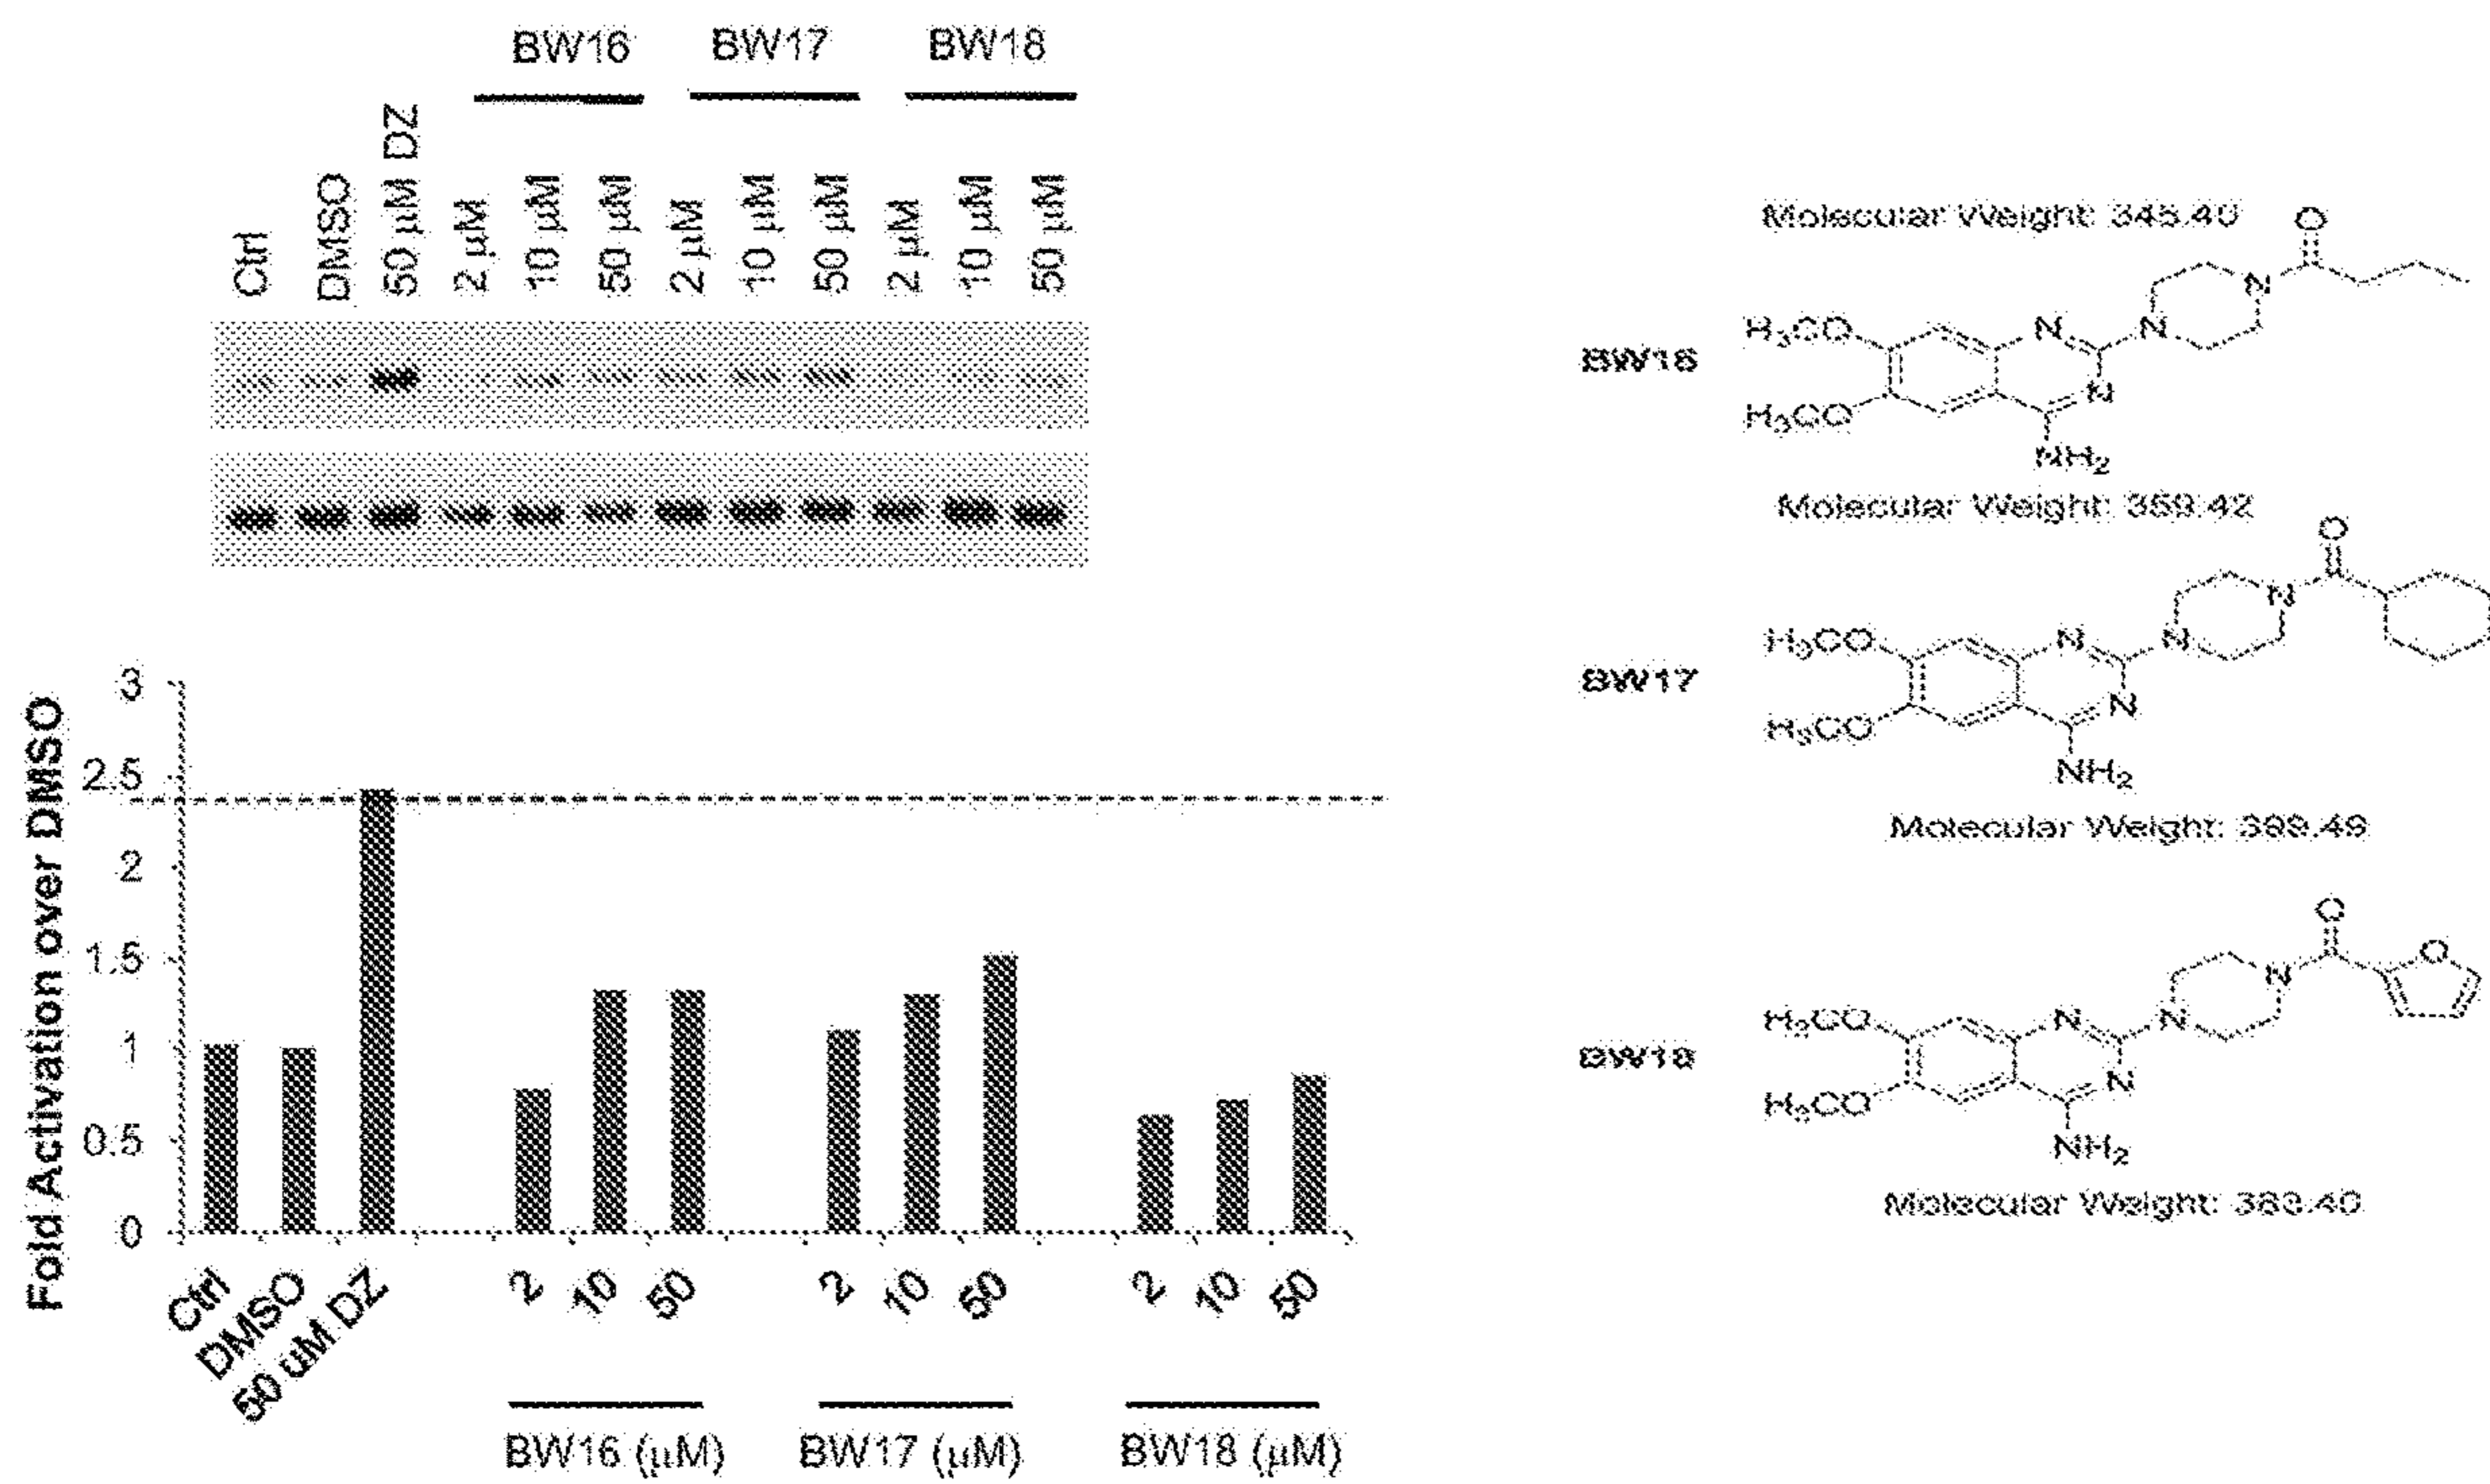 BW16 BW17 BW18
Ctrl
DMSO
50 µM DZ
2 µM
10 µM
50 µM
2 µM
10 µM
50 µM
2 µM
10 µM
50 µM
Fold Activation over DMSO
3
2.5
2
1.5
1
0.5
0
Ctrl
DMSO
50 uM DZ
2
10
50
2
10
50
2
10
50
BW16 (µM) BW17 (µM) BW18 (µM)
Molecular Weight: 345.40
O
N
H₃CO N N
BW16
N
H₃CO
NH₂
Molecular Weight: 359.42
O
N
H₃CO N N
BW17
N
H₃CO
NH₂
Molecular Weight: 399.49
O
O
N
H₃CO N N
BW18
N
H₃CO
NH₂
Molecular Weight: 383.40